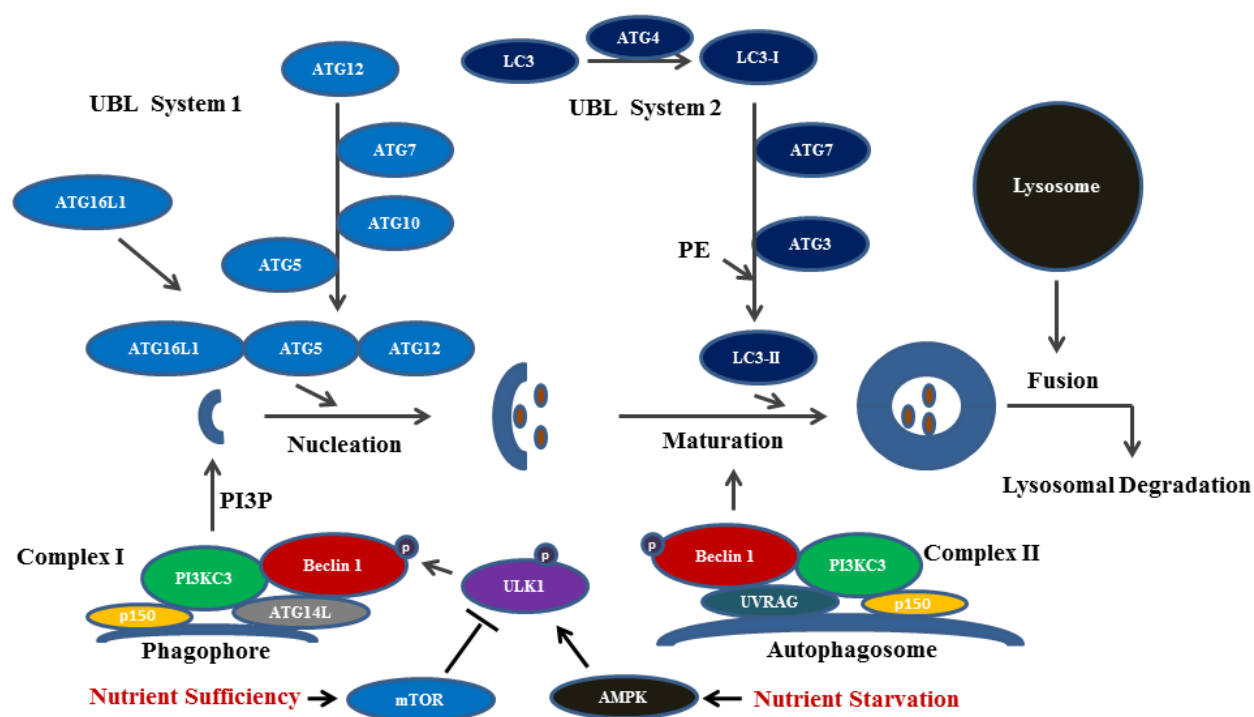 ATG12
LC3
ATG4
LC3-I
UBL System 1
UBL System 2
ATG7
ATG7
Lysosome
ATG16L1
ATG10
ATG3
PE
ATG5
ATG16L1
ATG5
ATG12
LC3-II
Fusion
Nucleation
Maturation
Lysosomal Degradation
PI3P
Complex I
PI3KC3
Beclin 1
p
p
ULK1
p
Beclin 1
PI3KC3
Complex II
p150
ATG14L
UVRAG
p150
Phagophore
Autophagosome
Nutrient Sufficiency
mTOR
AMPK
Nutrient Starvation